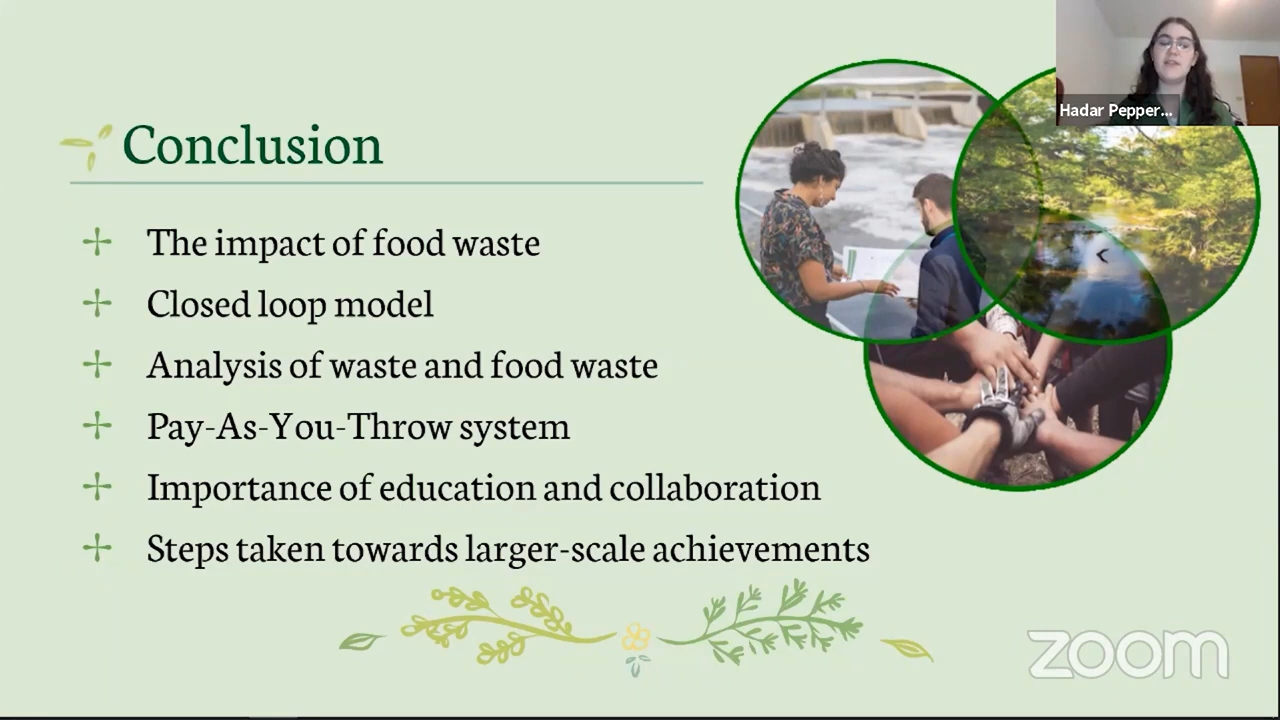 Hadar Pepper...
Conclusion
The impact of food waste
Closed loop model
Analysis of waste and food waste
Pay-As-You-Throw system
Importance of education and collaboration
Steps taken towards larger-scale achievements
zoom